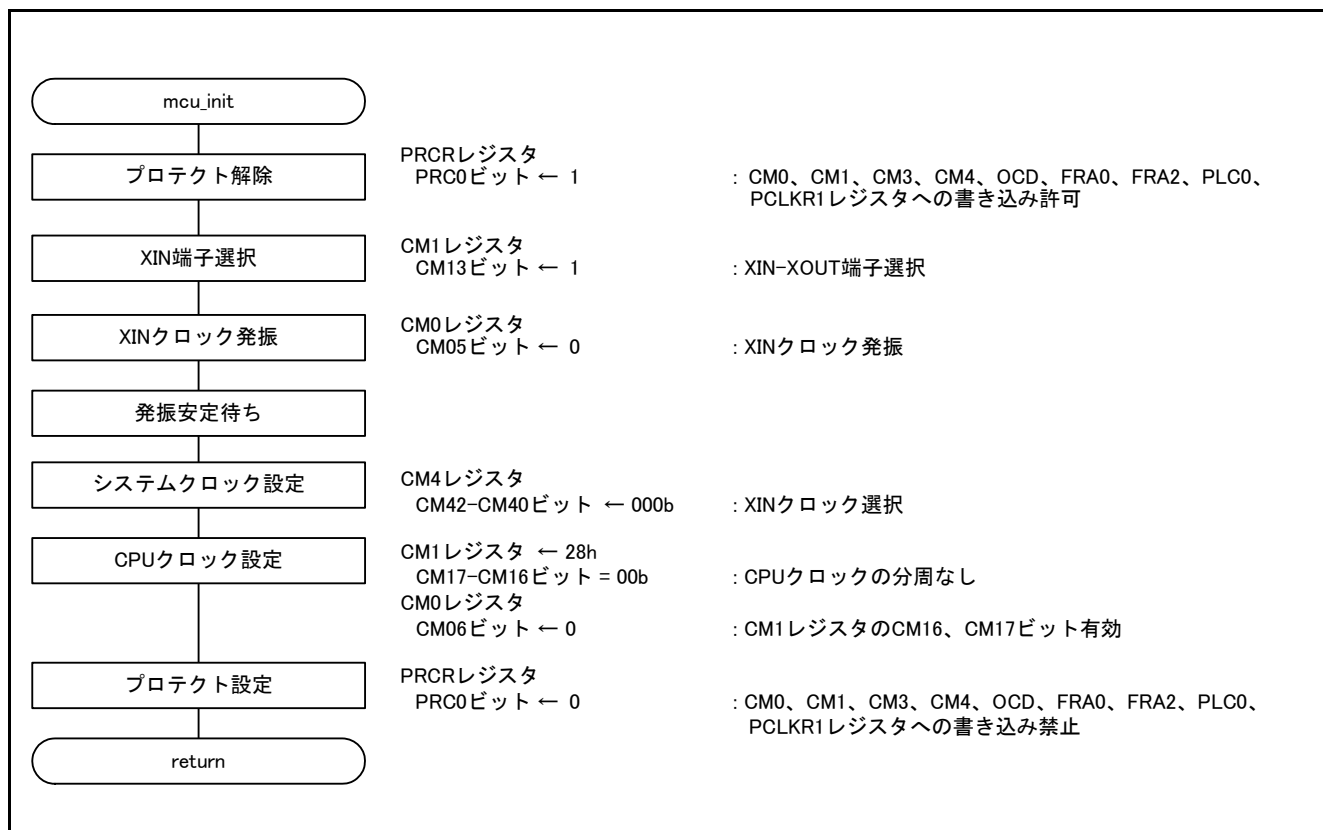 mcu_init
プロテクト解除
PRCRレジスタ
PRC0ビット ← 1
: CM0、CM1、CM3、CM4、OCD、FRA0、FRA2、PLC0、
PCLKR1レジスタへの書き込み許可
XIN端子選択
CM1レジスタ
CM13ビット ← 1
: XIN-XOUT端子選択
XINクロック発振
CM0レジスタ
CM05ビット ← 0
: XINクロック発振
発振安定待ち
システムクロック設定
CM4レジスタ
CM42-CM40ビット ← 000b
: XINクロック選択
CPUクロック設定
CM1レジスタ ← 28h
CM17-CM16ビット = 00b
: CPUクロックの分周なし
CM0レジスタ
CM06ビット ← 0
: CM1レジスタのCM16、CM17ビット有効
プロテクト設定
PRCRレジスタ
PRC0ビット ← 0
: CM0、CM1、CM3、CM4、OCD、FRA0、FRA2、PLC0、
PCLKR1レジスタへの書き込み禁止
return